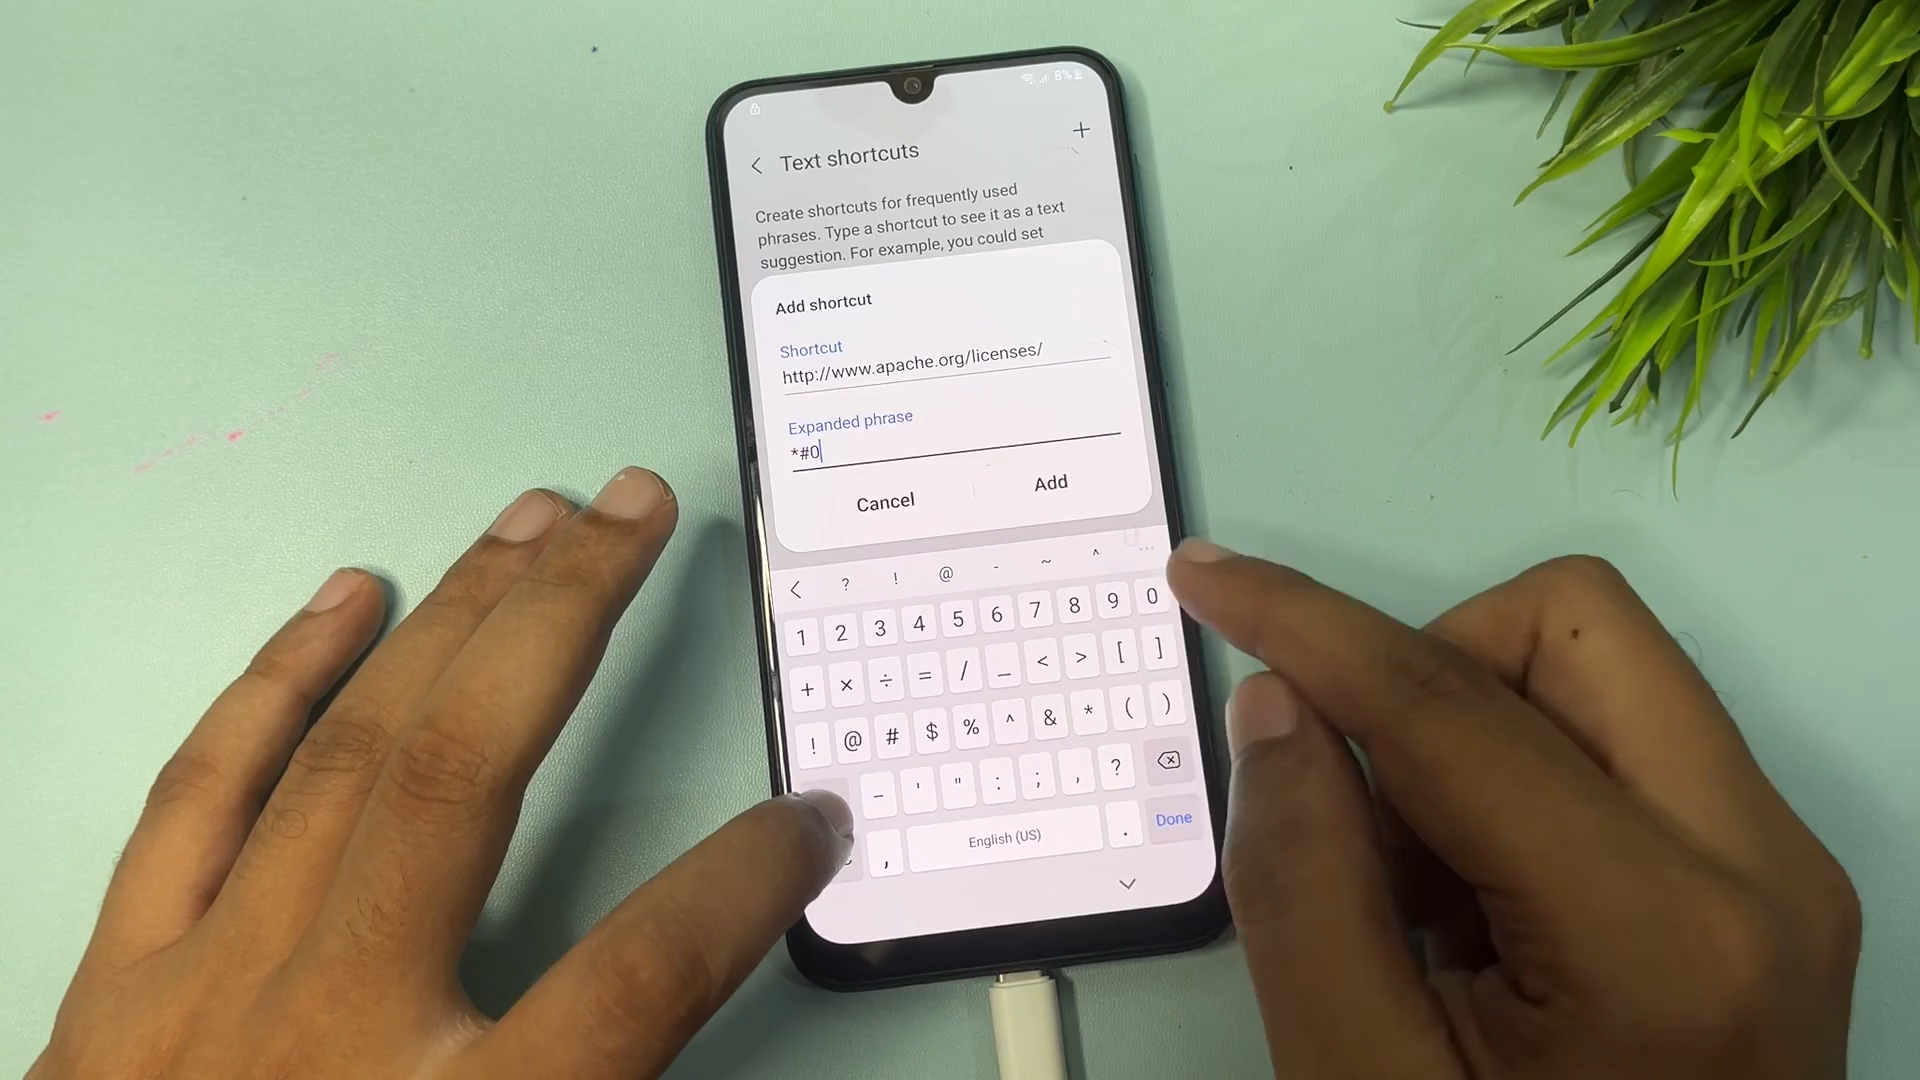 8%
Text shortcuts
+
Create shortcuts for frequently used
phrases. Type a shortcut to see it as a text
suggestion. For example, you could set
Add shortcut
Shortcut
http://www.apache.org/licenses/
Expanded phrase
*#0
Cancel
Add
? ! @ - ~ ^ ...
1 2 3 4 5 6 7 8 9 0
+ × ÷ = / _ < > [ ]
! @ # $ % ^ & * ( )
- ' " : ; , ?
, English (US) . Done